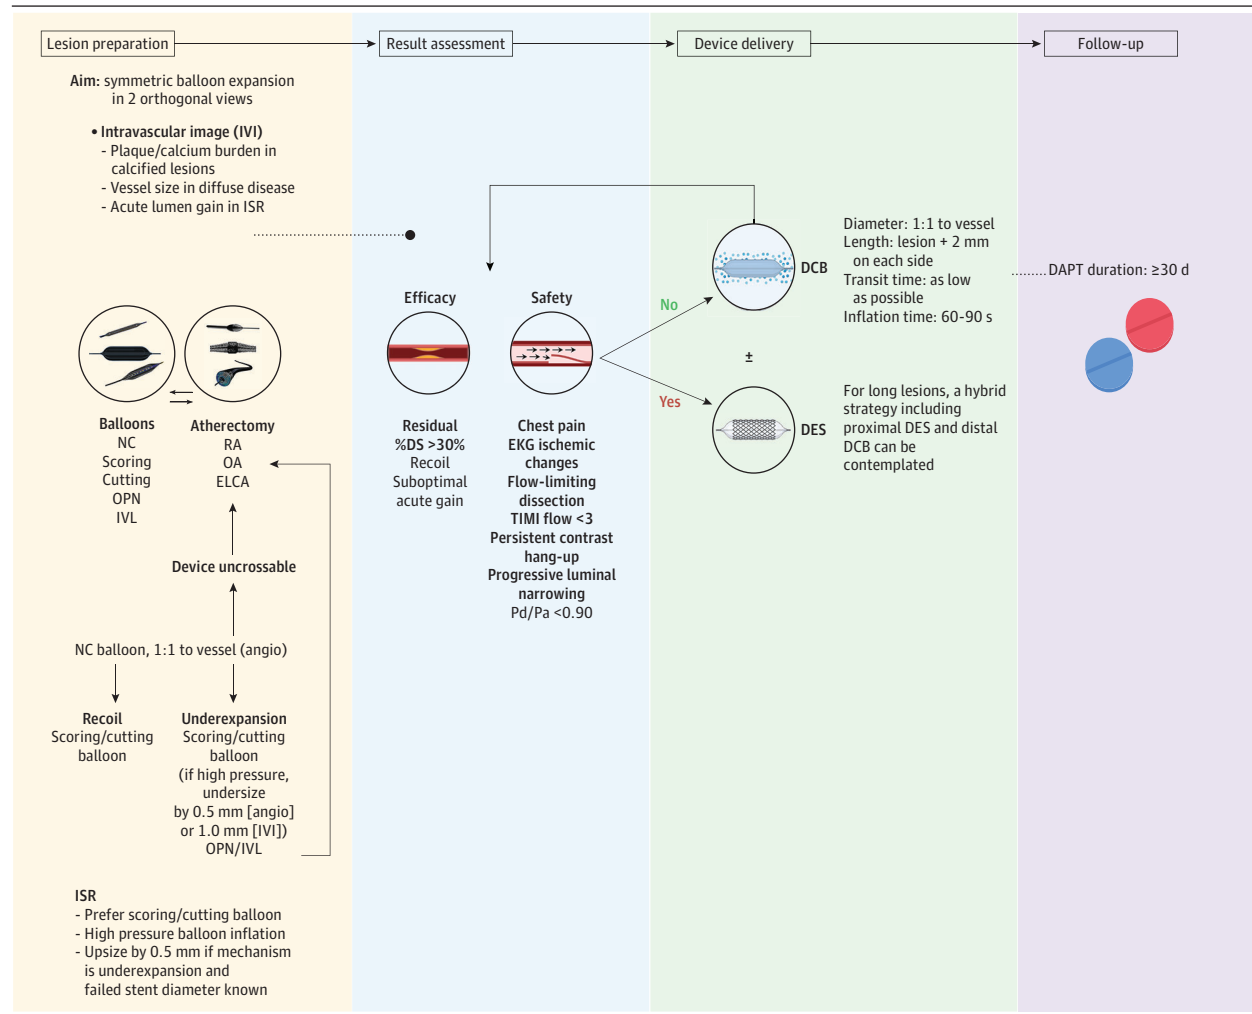 Lesion preparation
Result assessment
Device delivery
Follow-up
Aim: symmetric balloon expansion
in 2 orthogonal views
• Intravascular image (IVI)
- Plaque/calcium burden in
calcified lesions
- Vessel size in diffuse disease
- Acute lumen gain in ISR
Balloons
NC
Scoring
Cutting
OPN
IVL
Atherectomy
RA
OA
ELCA
Device uncrossable
NC balloon, 1:1 to vessel (angio)
Recoil
Scoring/cutting
balloon
Underexpansion
Scoring/cutting
balloon
(if high pressure,
undersize
by 0.5 mm [angio]
or 1.0 mm [IVI])
OPN/IVL
ISR
- Prefer scoring/cutting balloon
- High pressure balloon inflation
- Upsize by 0.5 mm if mechanism
is underexpansion and
failed stent diameter known
Efficacy
Residual
%DS >30%
Recoil
Suboptimal
acute gain
Safety
Chest pain
EKG ischemic
changes
Flow-limiting
dissection
TIMI flow <3
Persistent contrast
hang-up
Progressive luminal
narrowing
Pd/Pa <0.90
No
Yes
DCB
Diameter: 1:1 to vessel
Length: lesion + 2 mm
on each side
Transit time: as low
as possible
Inflation time: 60-90 s
±
DES
For long lesions, a hybrid
strategy including
proximal DES and distal
DCB can be
contemplated
DAPT duration: ≥30 d